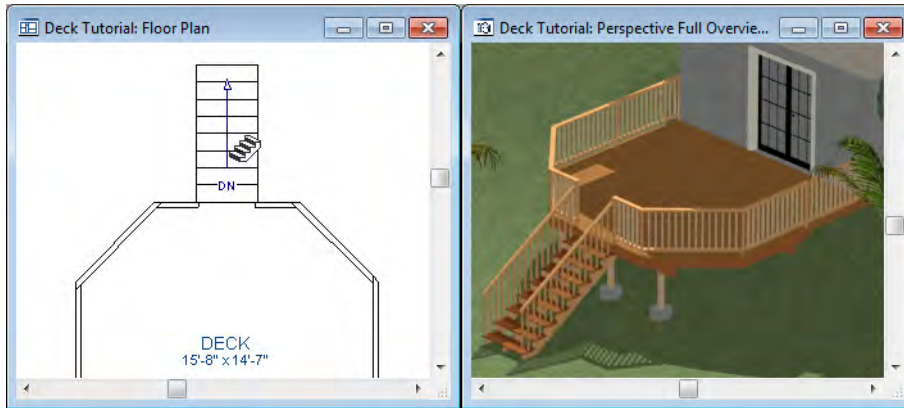 Deck Tutorial: Floor Plan
DN
DECK
15'-8" x 14'-7"
Deck Tutorial: Perspective Full Overvie...